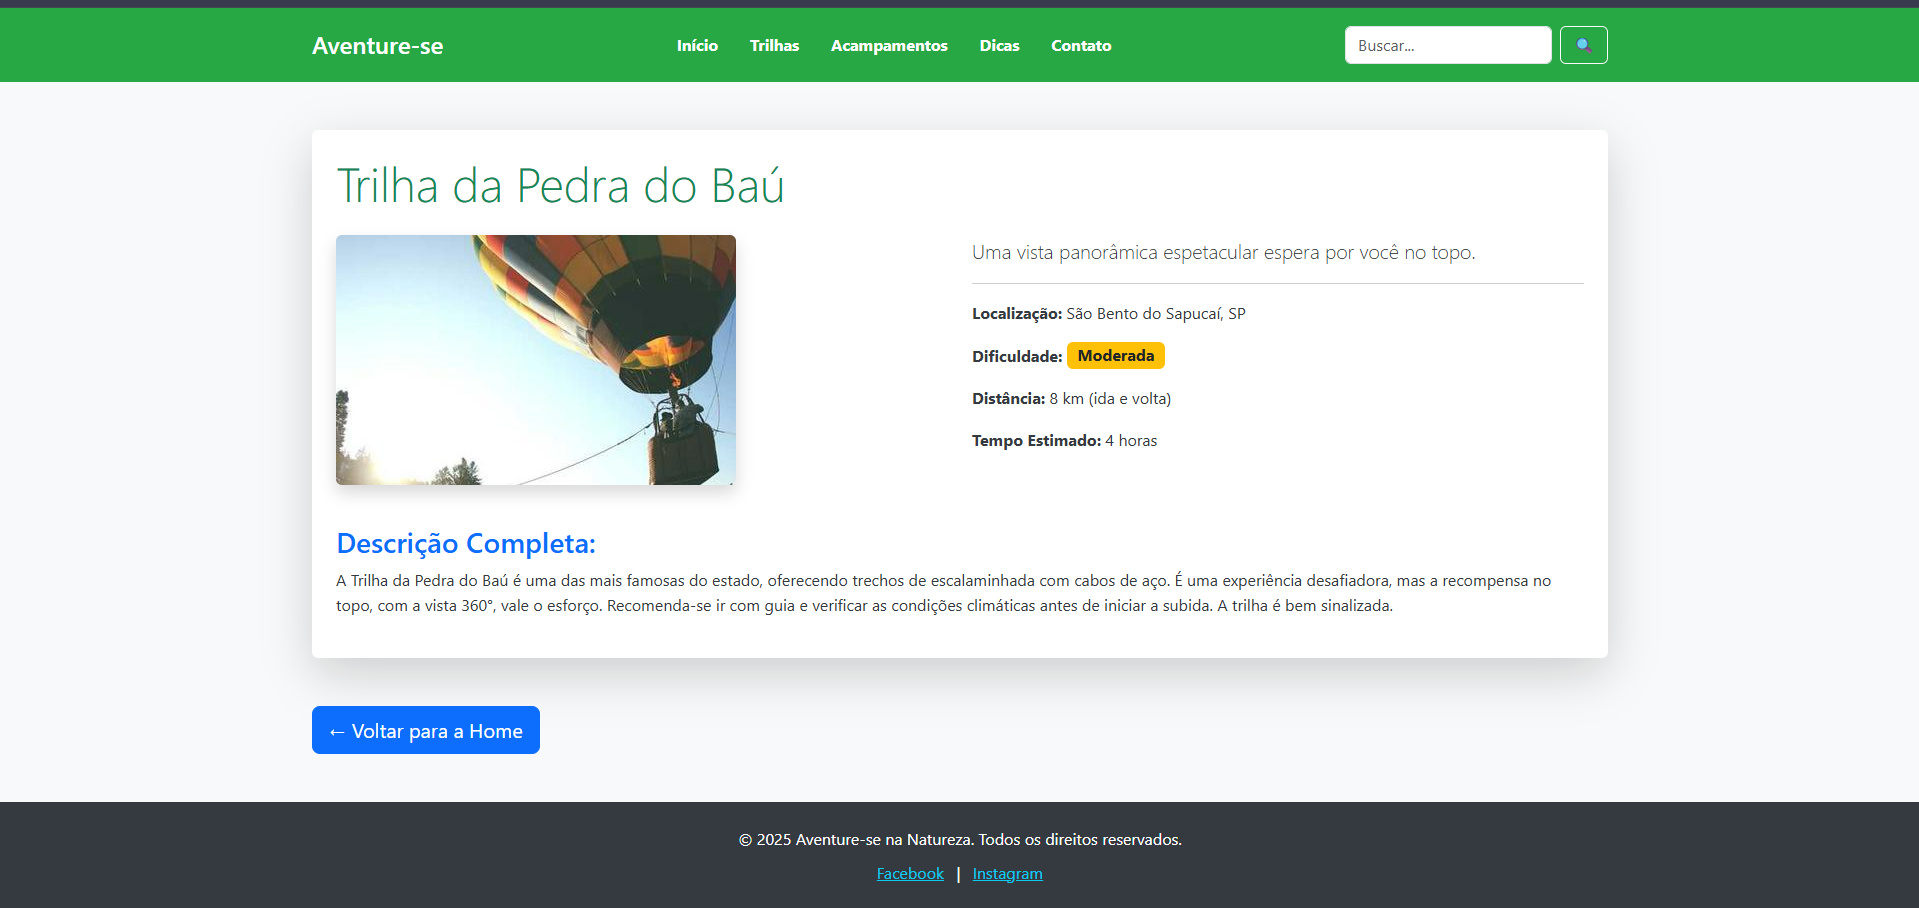 Aventure-se
Início Trilhas Acampamentos Dicas Contato
Buscar...
Trilha da Pedra do Baú
Uma vista panorâmica espetacular espera por você no topo.
Localização: São Bento do Sapucaí, SP
Dificuldade: Moderada
Distância: 8 km (ida e volta)
Tempo Estimado: 4 horas
Descrição Completa:
A Trilha da Pedra do Baú é uma das mais famosas do estado, oferecendo trechos de escalaminhada com cabos de aço. É uma experiência desafiadora, mas a recompensa no
topo, com a vista 360°, vale o esforço. Recomenda-se ir com guia e verificar as condições climáticas antes de iniciar a subida. A trilha é bem sinalizada.
← Voltar para a Home
© 2025 Aventure-se na Natureza. Todos os direitos reservados.
Facebook | Instagram